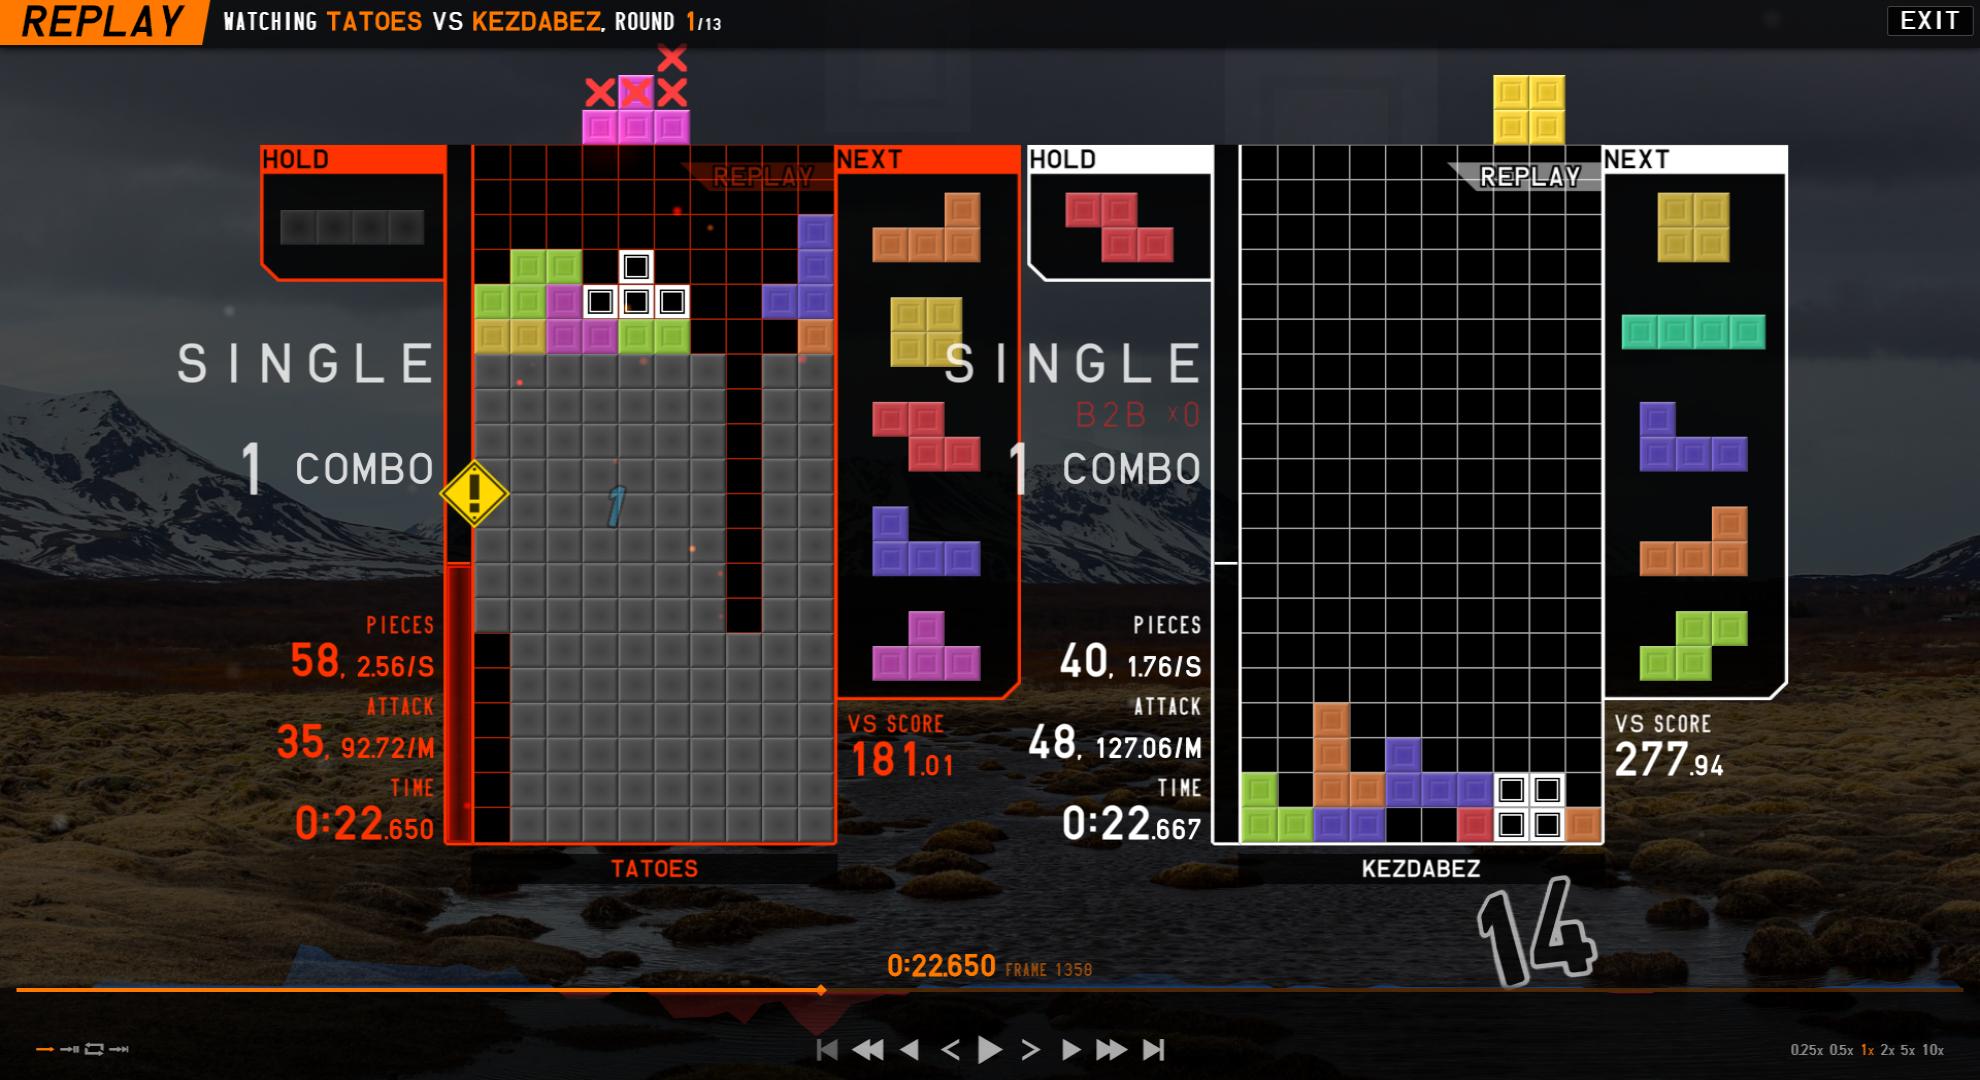 REPLAY WATCHING TATOES VS KEZDABEZ, ROUND 1/13 EXIT
HOLD
NEXT
REPLAY
SINGLE
1 COMBO
1
PIECES
58, 2.56/S
ATTACK
35, 92.72/M
TIME
0:22.650
VS SCORE
181.01
TATOES
HOLD
NEXT
REPLAY
SINGLE
B2B ×0
1 COMBO
PIECES
40, 1.76/S
ATTACK
48, 127.06/M
TIME
0:22.667
VS SCORE
277.94
KEZDABEZ
14
0:22.650 FRAME 1358
0.25x 0.5x 1x 2x 5x 10x